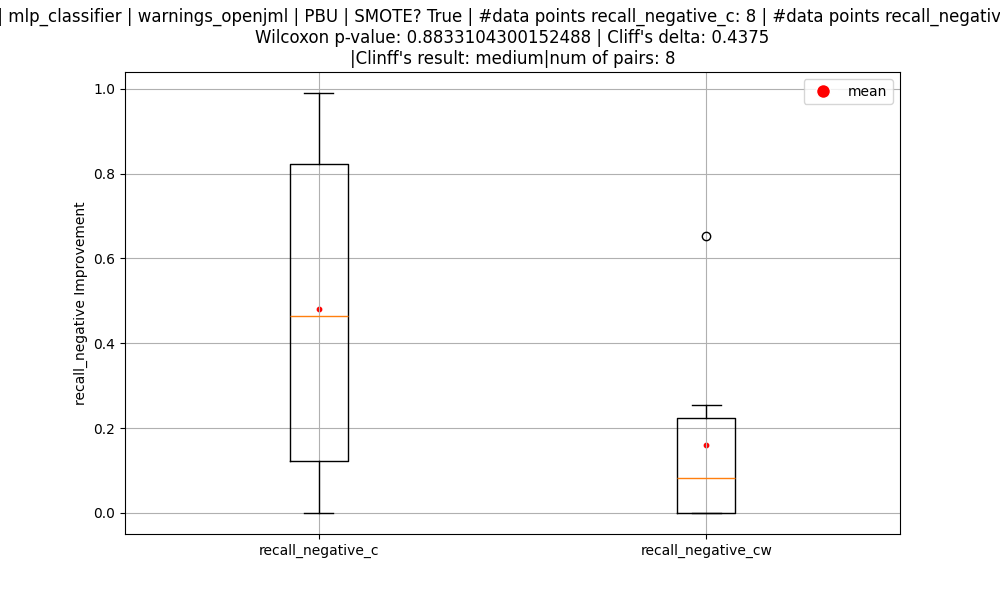 | mlp_classifier | warnings_openjml | PBU | SMOTE? True | #data points recall_negative_c: 8 | #data points recall_negativ
Wilcoxon p-value: 0.8833104300152488 | Cliff's delta: 0.4375
|Clinff's result: medium|num of pairs: 8
mean
1.0
0.8
0.6
0.4
0.2
0.0
recall_negative Improvement
recall_negative_c
recall_negative_cw